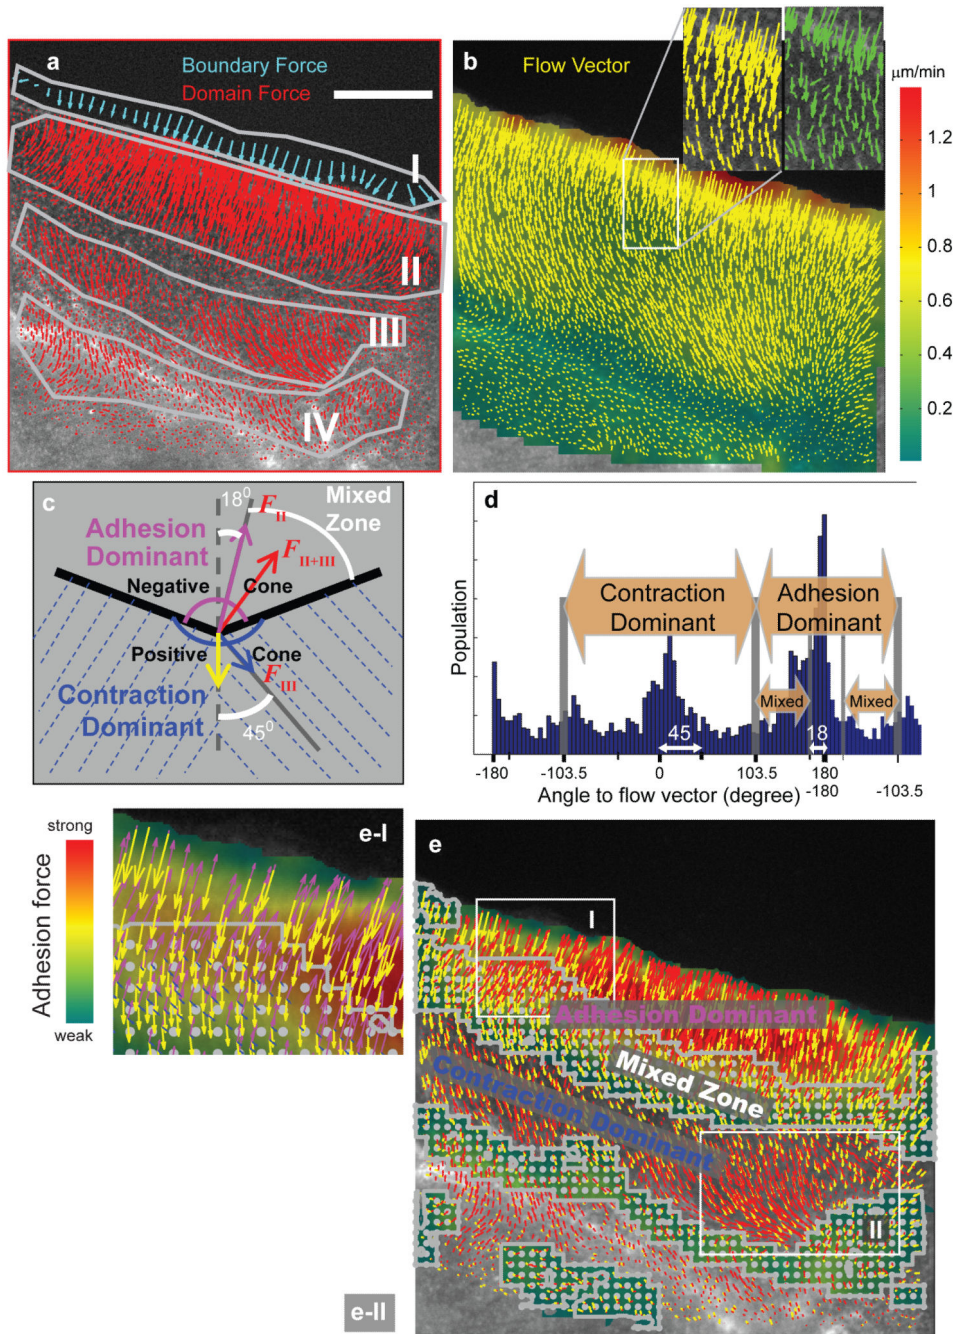 a
Boundary Force
Domain Force
I
II
III
IV
b
Flow Vector
μm/min
1.2
1
0.8
0.6
0.4
0.2
c
18⁰
F II
Mixed
Zone
Adhesion
Dominant
F II+III
Negative
Cone
Positive
Cone
F III
Contraction
Dominant
45⁰
d
Population
Contraction
Dominant
Adhesion
Dominant
Mixed
Mixed
45
18
-180
-103.5
0
103.5
180
-180
-103.5
Angle to flow vector (degree)
strong
Adhesion force
weak
e-I
e
I
Adhesion Dominant
Mixed Zone
Contraction Dominant
II
e-II